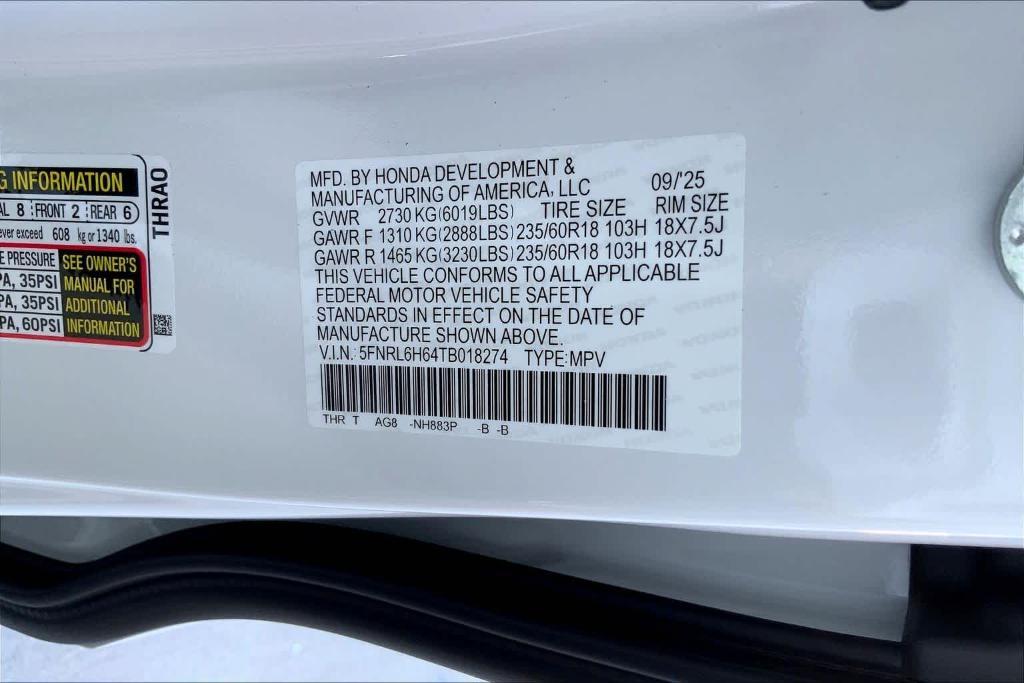 G INFORMATION
AL 8 FRONT 2 REAR 6
ever exceed 608 kg or 1340 lbs.
E PRESSURE SEE OWNER'S
PA, 35PSI MANUAL FOR
PA, 35PSI ADDITIONAL
PA, 60PSI INFORMATION
THRAO
MFD. BY HONDA DEVELOPMENT &
MANUFACTURING OF AMERICA, LLC 09/'25
GVWR 2730 KG(6019LBS) TIRE SIZE RIM SIZE
GAWR F 1310 KG(2888LBS) 235/60R18 103H 18X7.5J
GAWR R 1465 KG(3230LBS) 235/60R18 103H 18X7.5J
THIS VEHICLE CONFORMS TO ALL APPLICABLE
FEDERAL MOTOR VEHICLE SAFETY
STANDARDS IN EFFECT ON THE DATE OF
MANUFACTURE SHOWN ABOVE.
V.I.N.: 5FNRL6H64TB018274 TYPE:MPV
THR T AG8 -NH883P -B -B